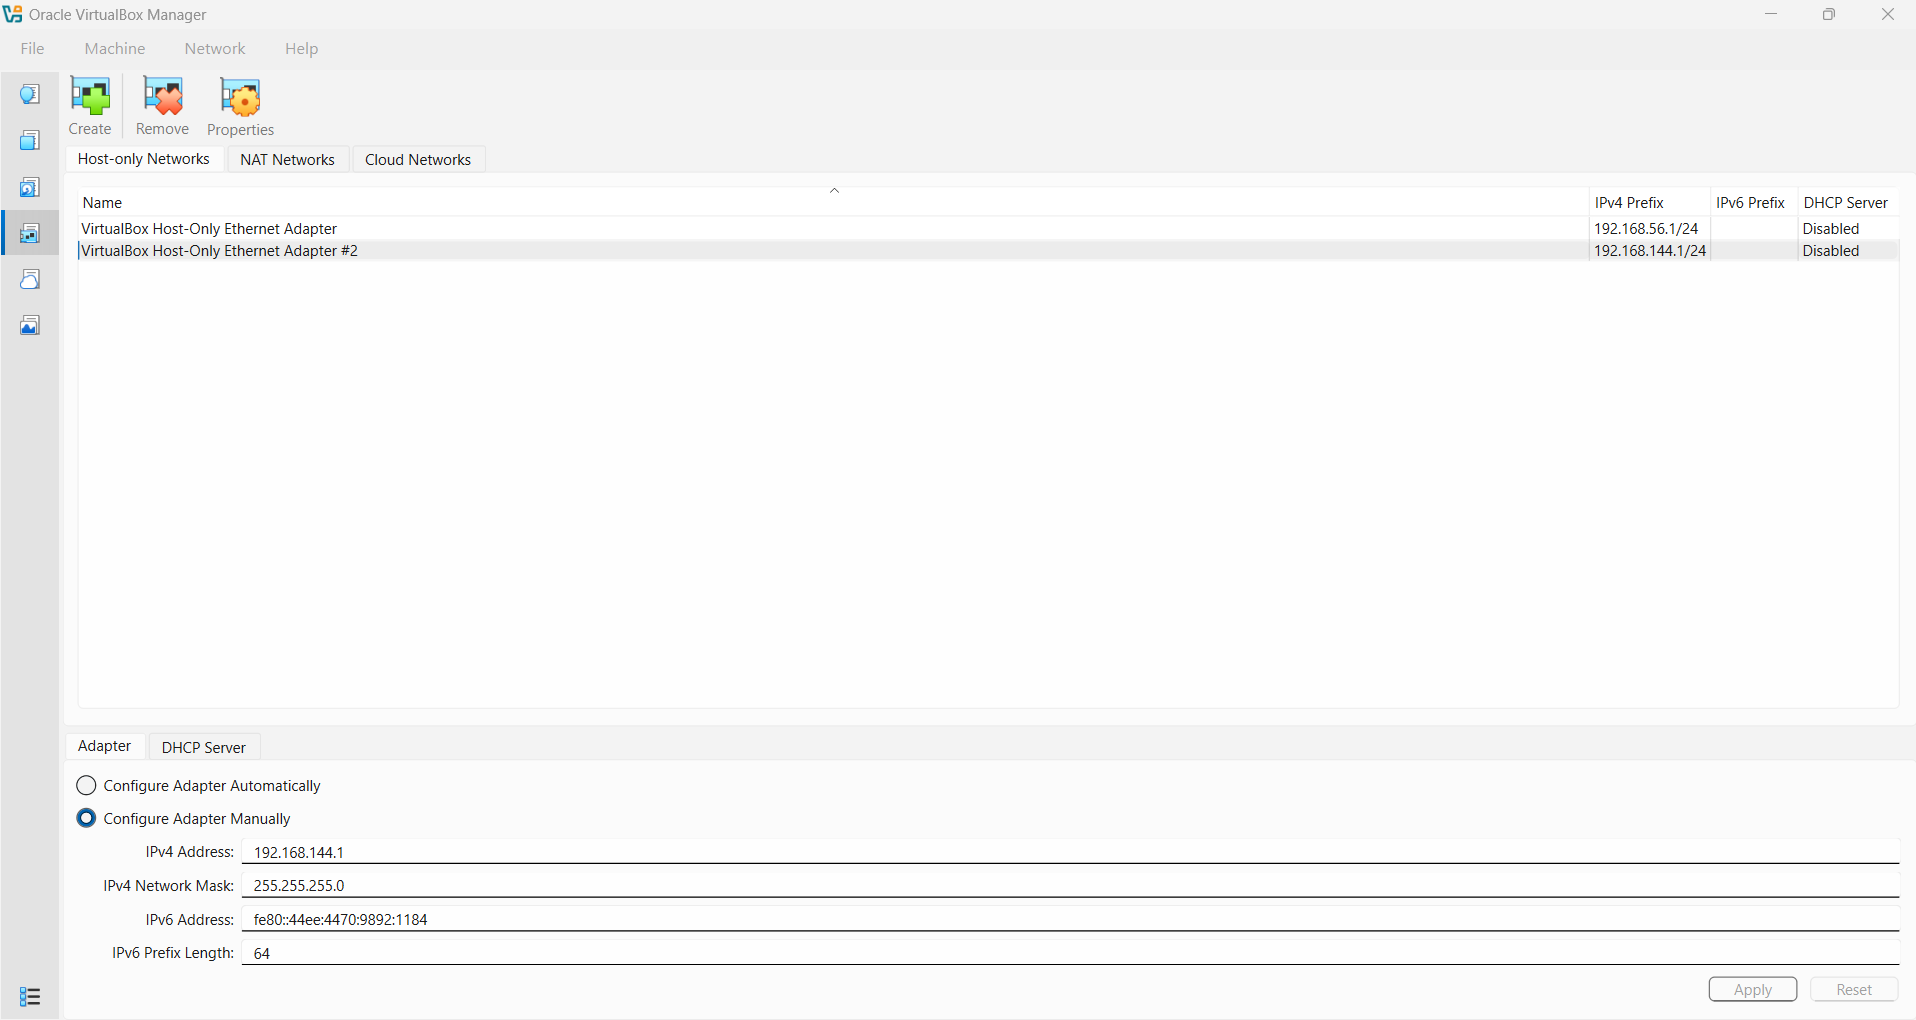 Oracle VirtualBox Manager
File Machine Network Help
Create Remove Properties
Host-only Networks NAT Networks Cloud Networks
Name IPv4 Prefix IPv6 Prefix DHCP Server
VirtualBox Host-Only Ethernet Adapter 192.168.56.1/24 Disabled
VirtualBox Host-Only Ethernet Adapter #2 192.168.144.1/24 Disabled
Adapter DHCP Server
Configure Adapter Automatically
Configure Adapter Manually
IPv4 Address: 192.168.144.1
IPv4 Network Mask: 255.255.255.0
IPv6 Address: fe80::44ee:4470:9892:1184
IPv6 Prefix Length: 64
Apply Reset